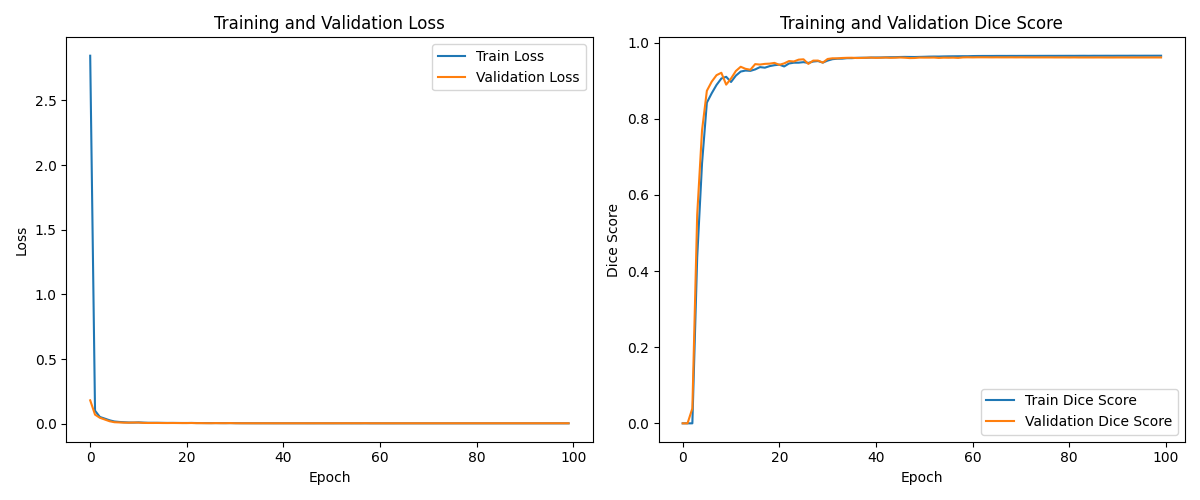 Training and Validation Loss
Train Loss
Validation Loss
2.5
2.0
1.5
1.0
0.5
0.0
Loss
0
20
40
60
80
100
Epoch
Training and Validation Dice Score
1.0
0.8
0.6
0.4
0.2
0.0
Dice Score
Train Dice Score
Validation Dice Score
0
20
40
60
80
100
Epoch